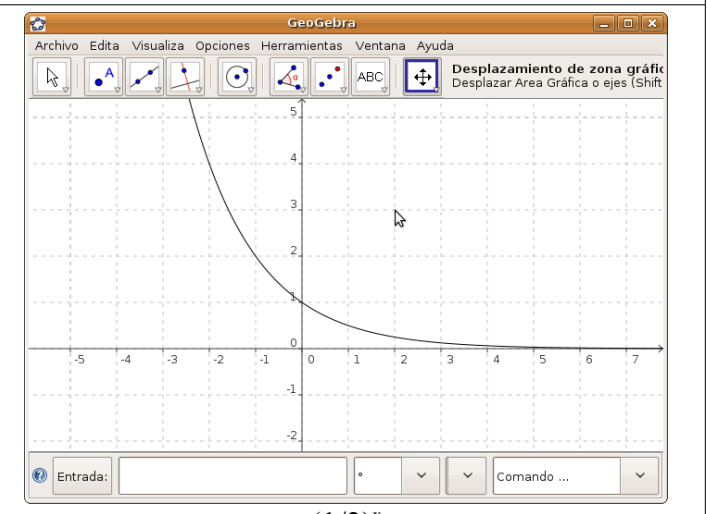 GeoGebra
Archivo Edita Visualiza Opciones Herramientas Ventana Ayuda
A α ABC Desplazamiento de zona gráfic
Desplazar Area Gráfica o ejes (Shift
5
4
3
2
1
0
-5 -4 -3 -2 -1 0 1 2 3 4 5 6 7
-1
-2
Entrada: ° Comando ...